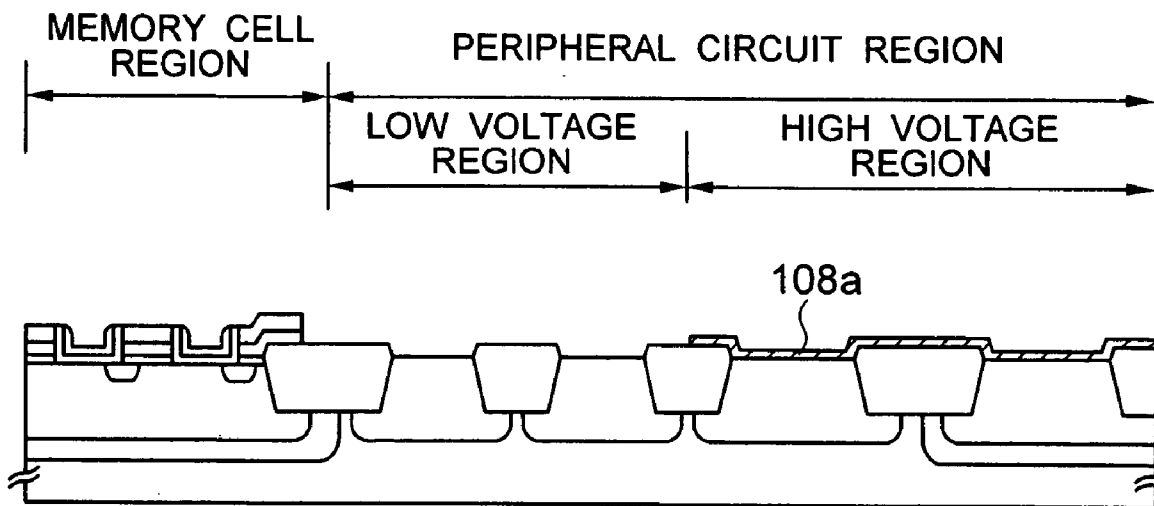 MEMORY CELL
REGION
PERIPHERAL CIRCUIT REGION
LOW VOLTAGE
REGION
HIGH VOLTAGE
REGION
108a